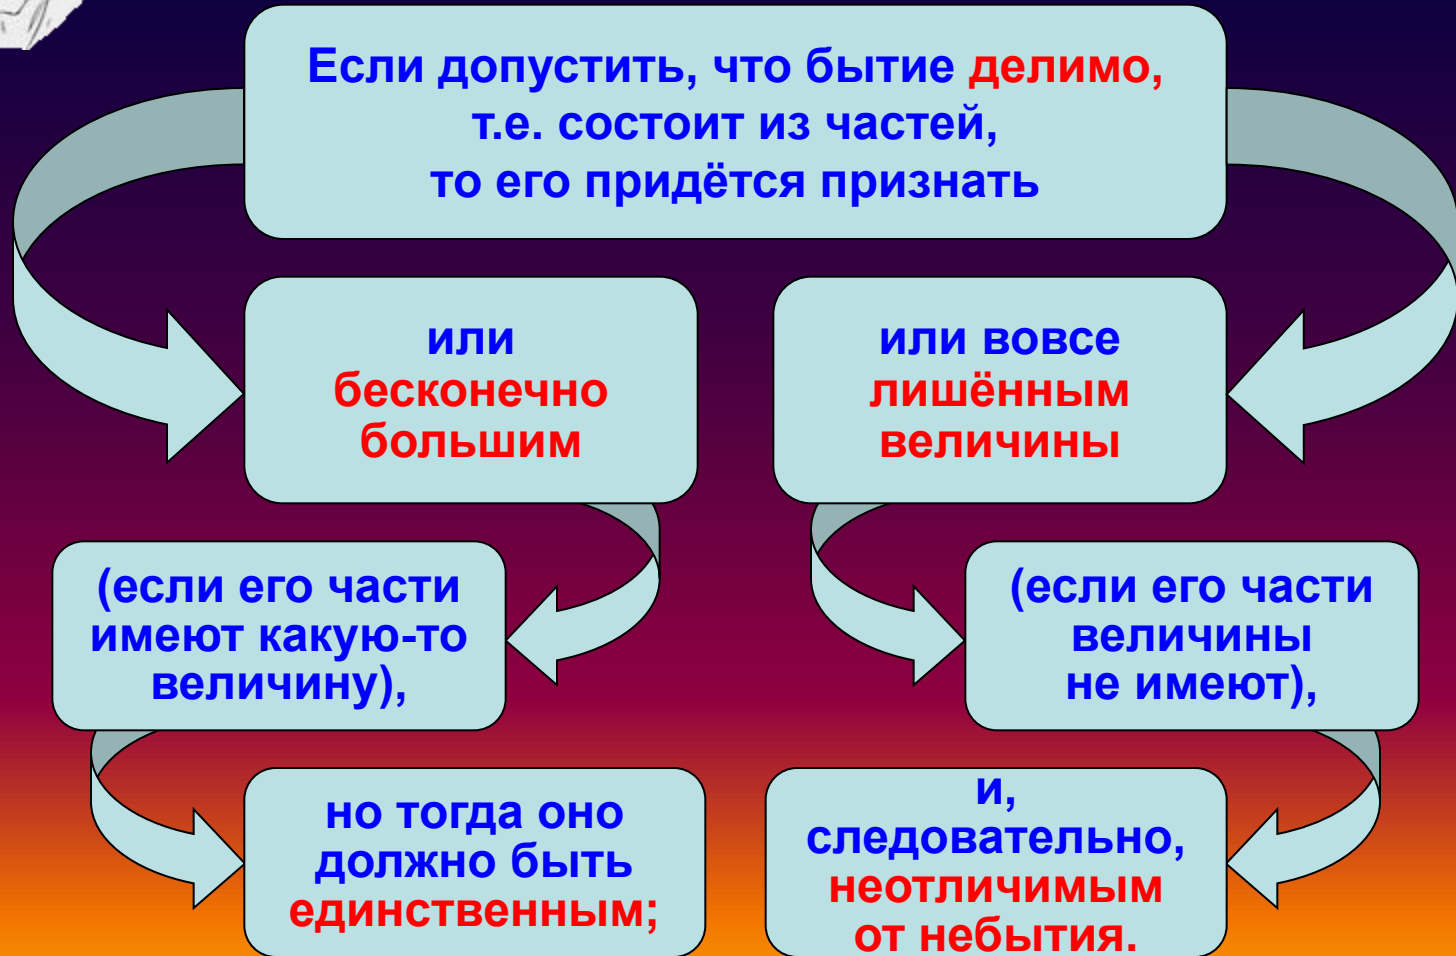 Если допустить, что бытие делимо,
т.е. состоит из частей,
то его придётся признать
или
бесконечно
большим
или вовсе
лишённым
величины
(если его части
имеют какую-то
величину),
(если его части
величины
не имеют),
но тогда оно
должно быть
единственным;
и,
следовательно,
неотличимым
от небытия.